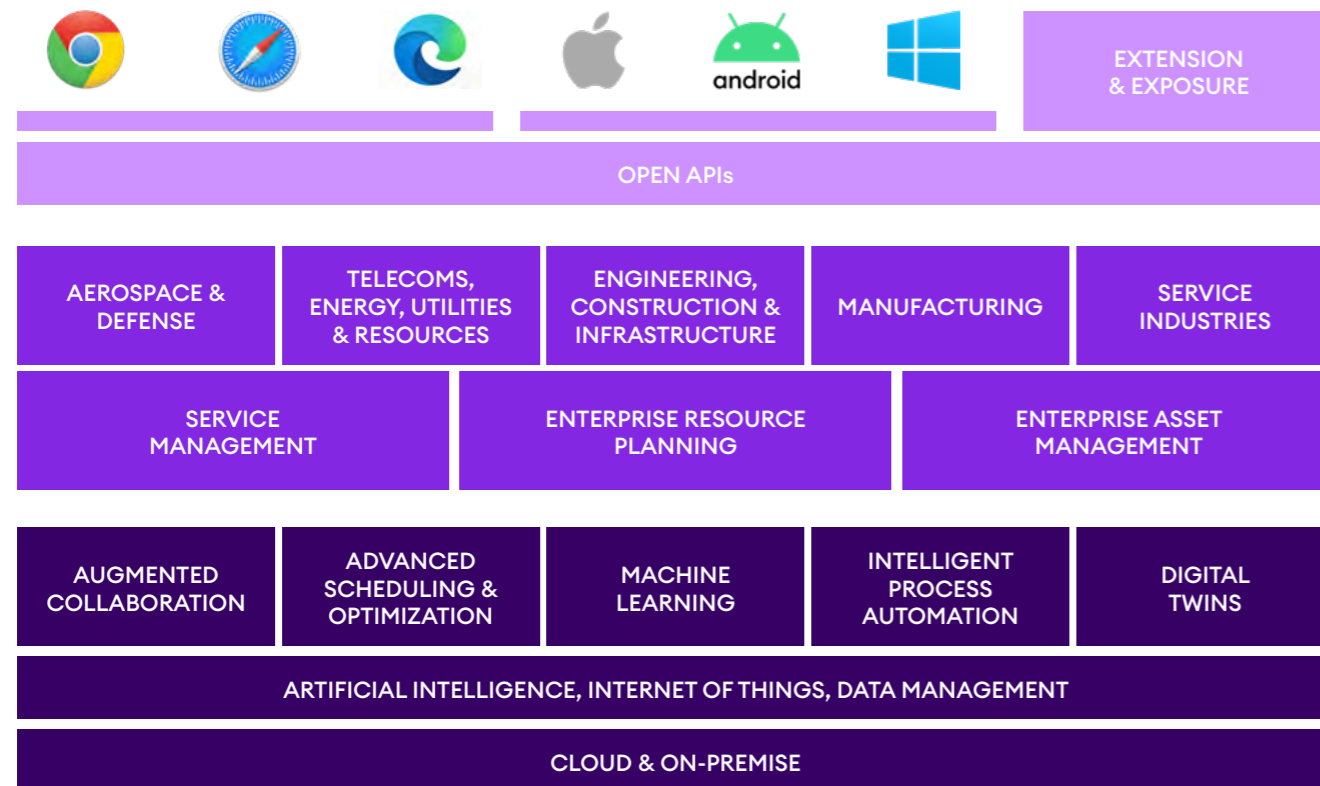 android
EXTENSION
& EXPOSURE
OPEN APIs
AEROSPACE &
DEFENSE
TELECOMS,
ENERGY, UTILITIES
& RESOURCES
ENGINEERING,
CONSTRUCTION &
INFRASTRUCTURE
MANUFACTURING
SERVICE
INDUSTRIES
SERVICE
MANAGEMENT
ENTERPRISE RESOURCE
PLANNING
ENTERPRISE ASSET
MANAGEMENT
AUGMENTED
COLLABORATION
ADVANCED
SCHEDULING &
OPTIMIZATION
MACHINE
LEARNING
INTELLIGENT
PROCESS
AUTOMATION
DIGITAL
TWINS
ARTIFICIAL INTELLIGENCE, INTERNET OF THINGS, DATA MANAGEMENT
CLOUD & ON-PREMISE